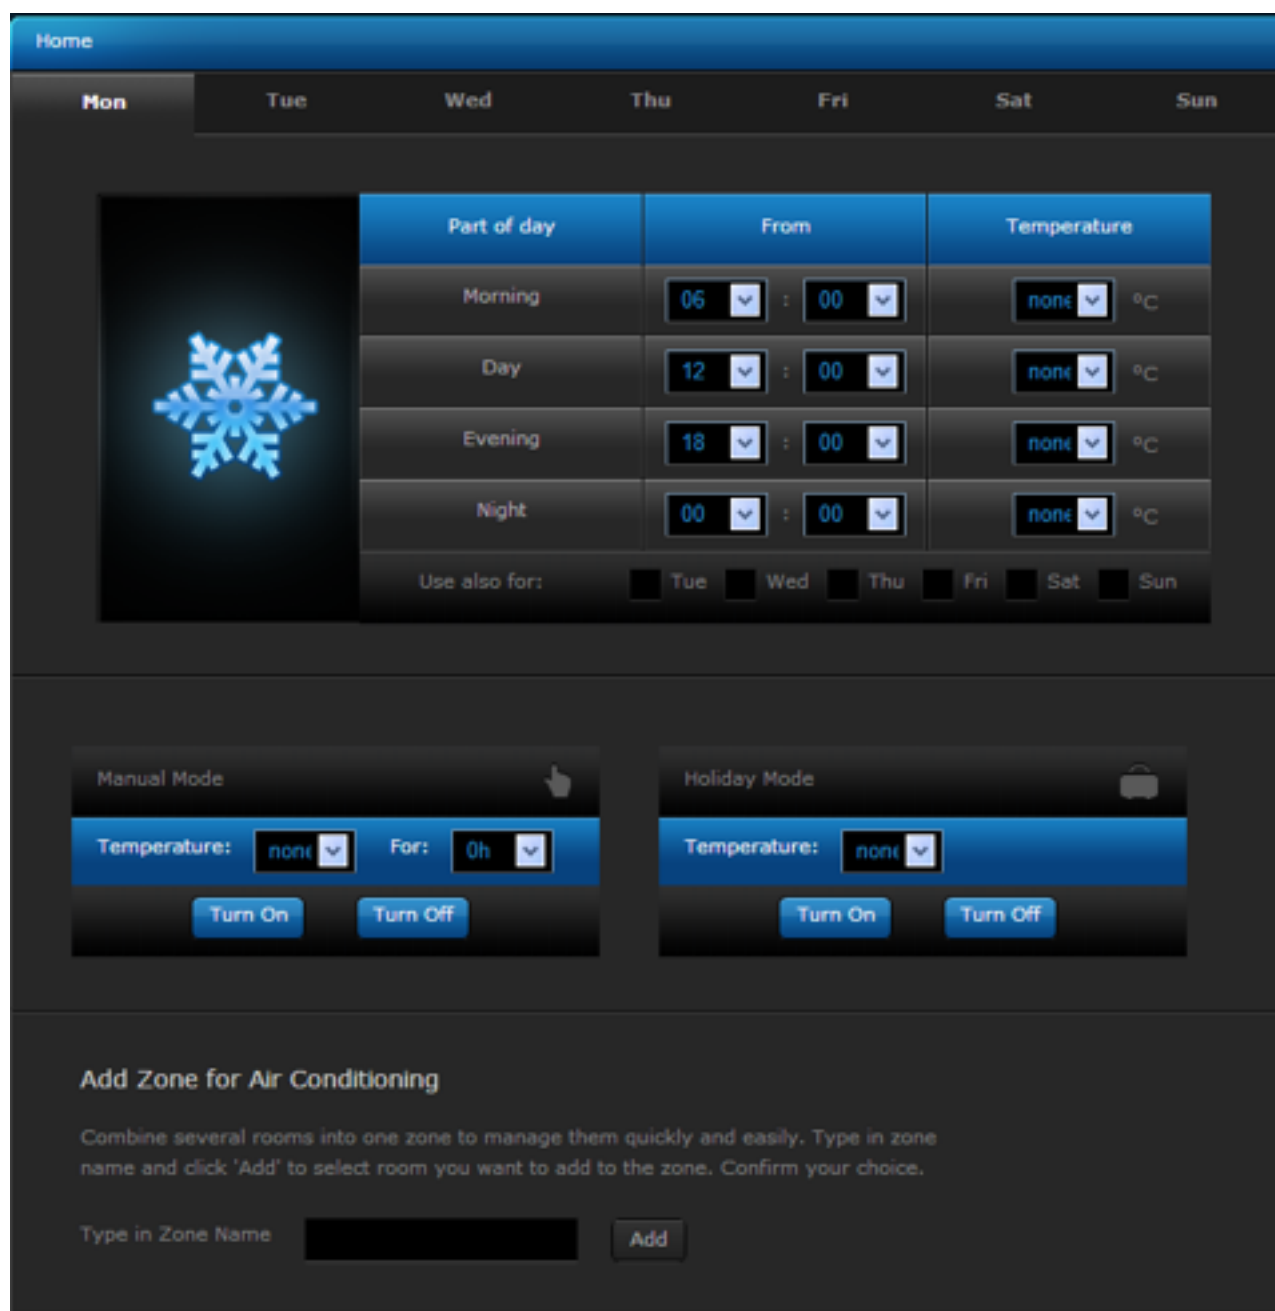 Home
Mon Tue Wed Thu Fri Sat Sun
Part of day From Temperature
Morning 06 : 00 none °C
Day 12 : 00 none °C
Evening 18 : 00 none °C
Night 00 : 00 none °C
Use also for: Tue Wed Thu Fri Sat Sun
Manual Mode
Temperature: none For: 0h
Turn On Turn Off
Holiday Mode
Temperature: none
Turn On Turn Off
Add Zone for Air Conditioning
Combine several rooms into one zone to manage them quickly and easily. Type in zone
name and click 'Add' to select room you want to add to the zone. Confirm your choice.
Type in Zone Name Add